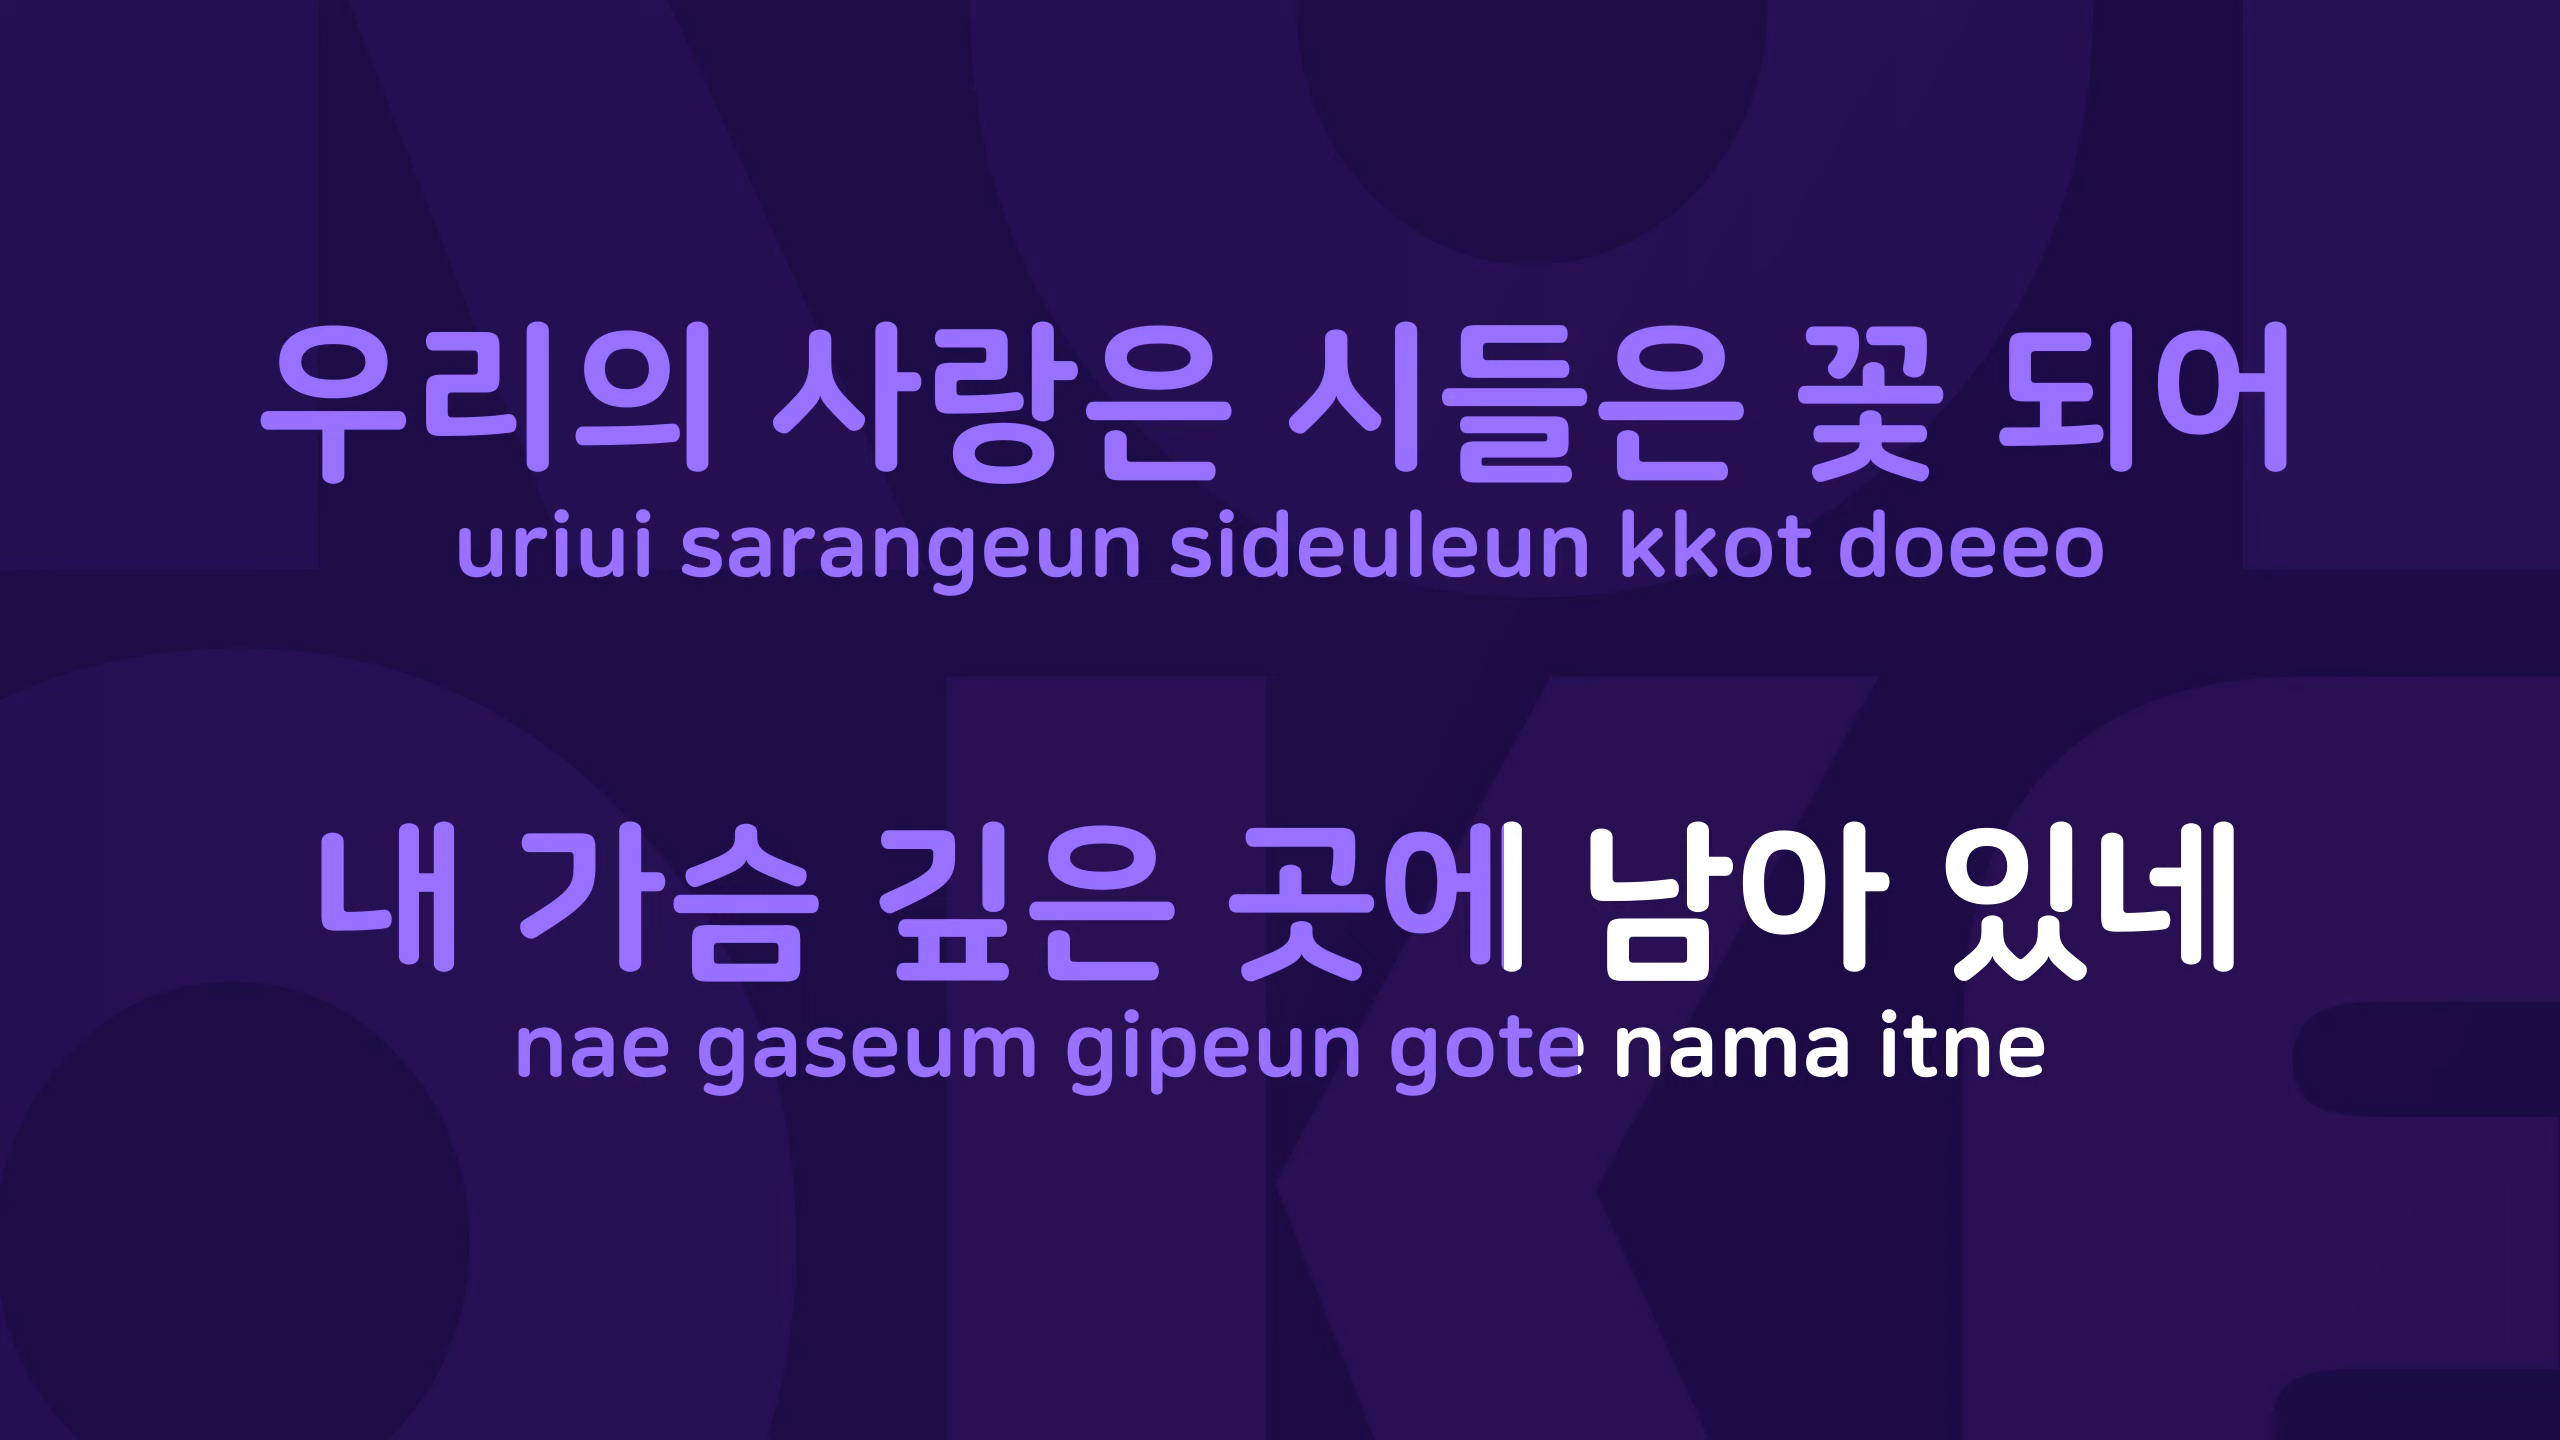 우리의 사랑은 시들은 꽃 되어
uriui sarangeun sideuleun kkot doeeo
내 가슴 깊은 곳에 남아 있네
nae gaseum gipeun gote nama itne